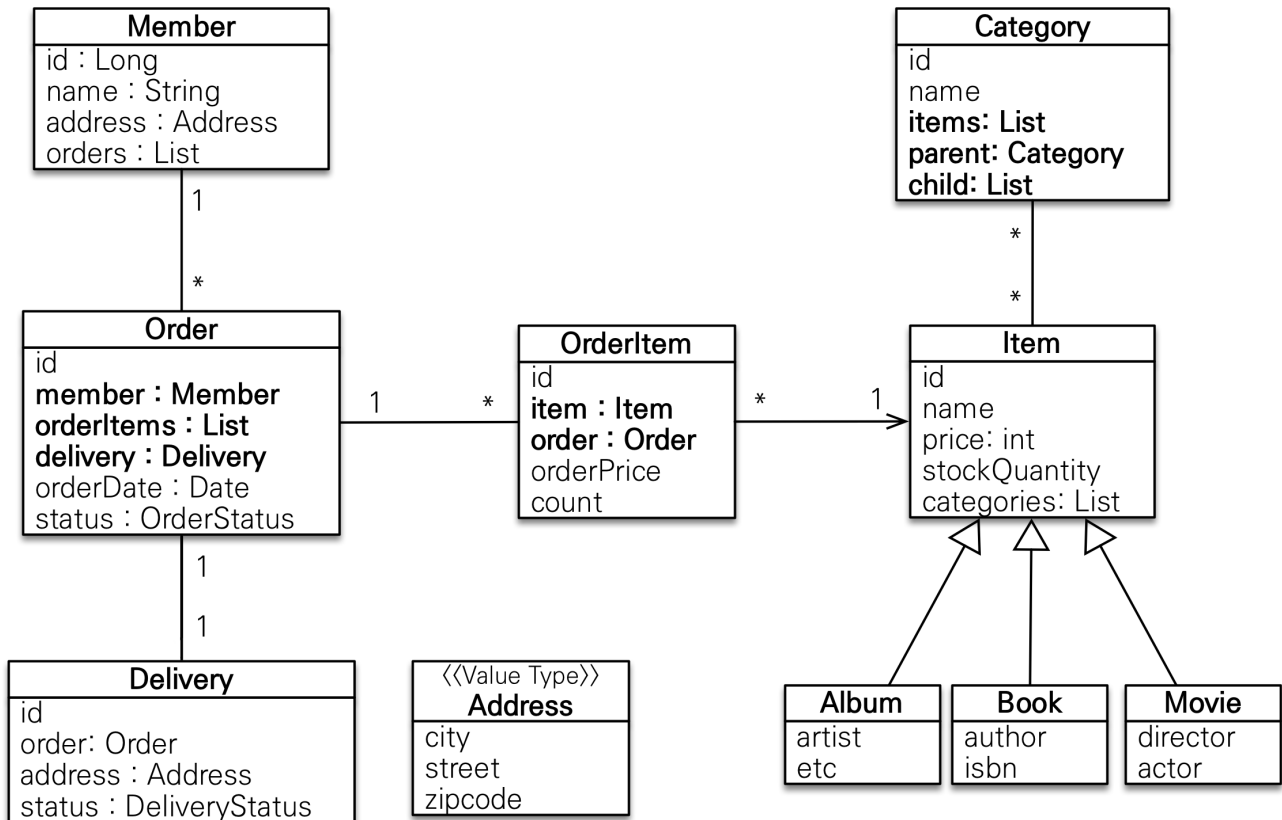 Member
id : Long
name : String
address : Address
orders : List
Category
id
name
items: List
parent: Category
child: List
1
*
*
*
Order
id
member : Member
orderItems : List
delivery : Delivery
orderDate : Date
status : OrderStatus
1
*
OrderItem
id
item : Item
order : Order
orderPrice
count
*
1
Item
id
name
price: int
stockQuantity
categories: List
1
1
Delivery
id
order: Order
address : Address
status : DeliveryStatus
<<Value Type>>
Address
city
street
zipcode
Album
artist
etc
Book
author
isbn
Movie
director
actor